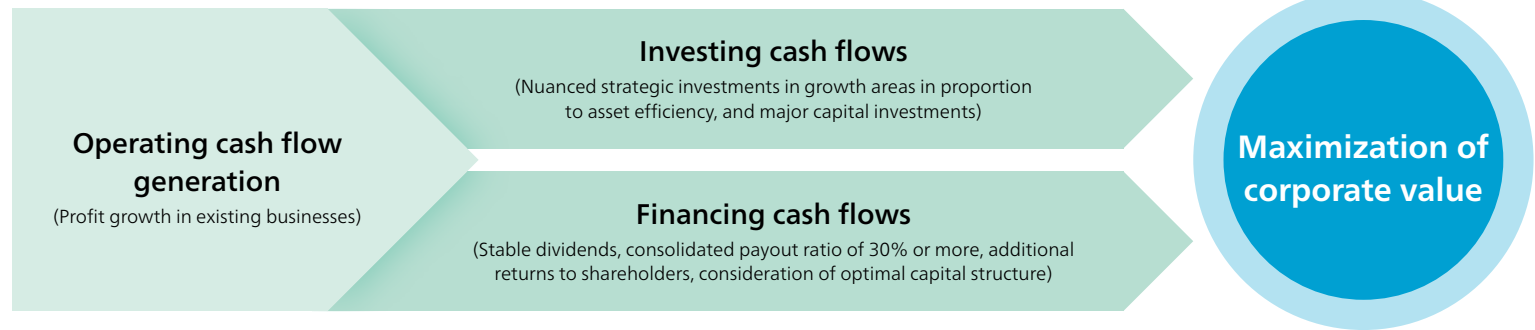 Operating cash flow
generation
(Profit growth in existing businesses)
Investing cash flows
(Nuanced strategic investments in growth areas in proportion
to asset efficiency, and major capital investments)
Financing cash flows
(Stable dividends, consolidated payout ratio of 30% or more, additional
returns to shareholders, consideration of optimal capital structure)
Maximization of
corporate value